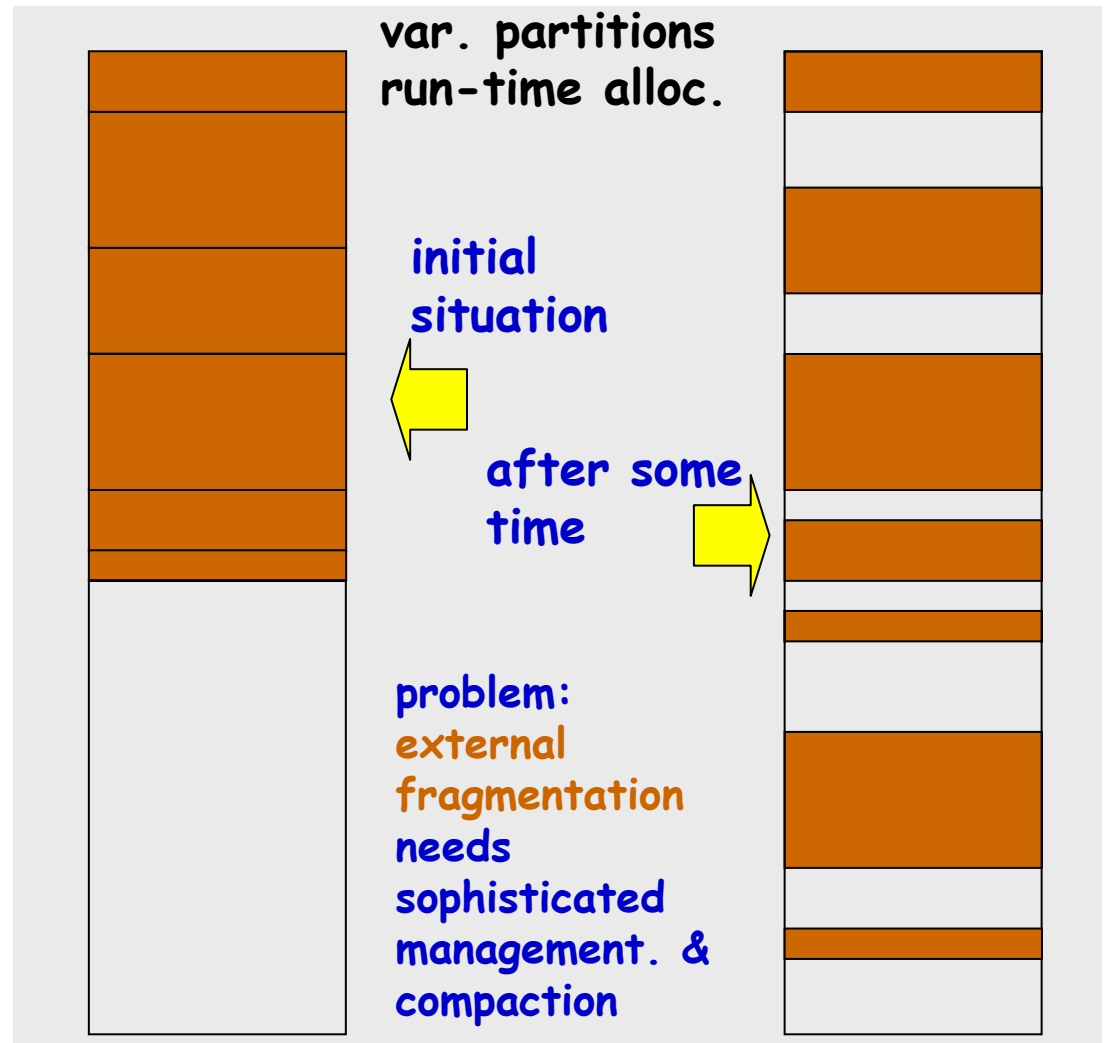 var. partitions
run-time alloc.
initial
situation
after some
time
problem:
external
fragmentation
needs
sophisticated
management. &
compaction